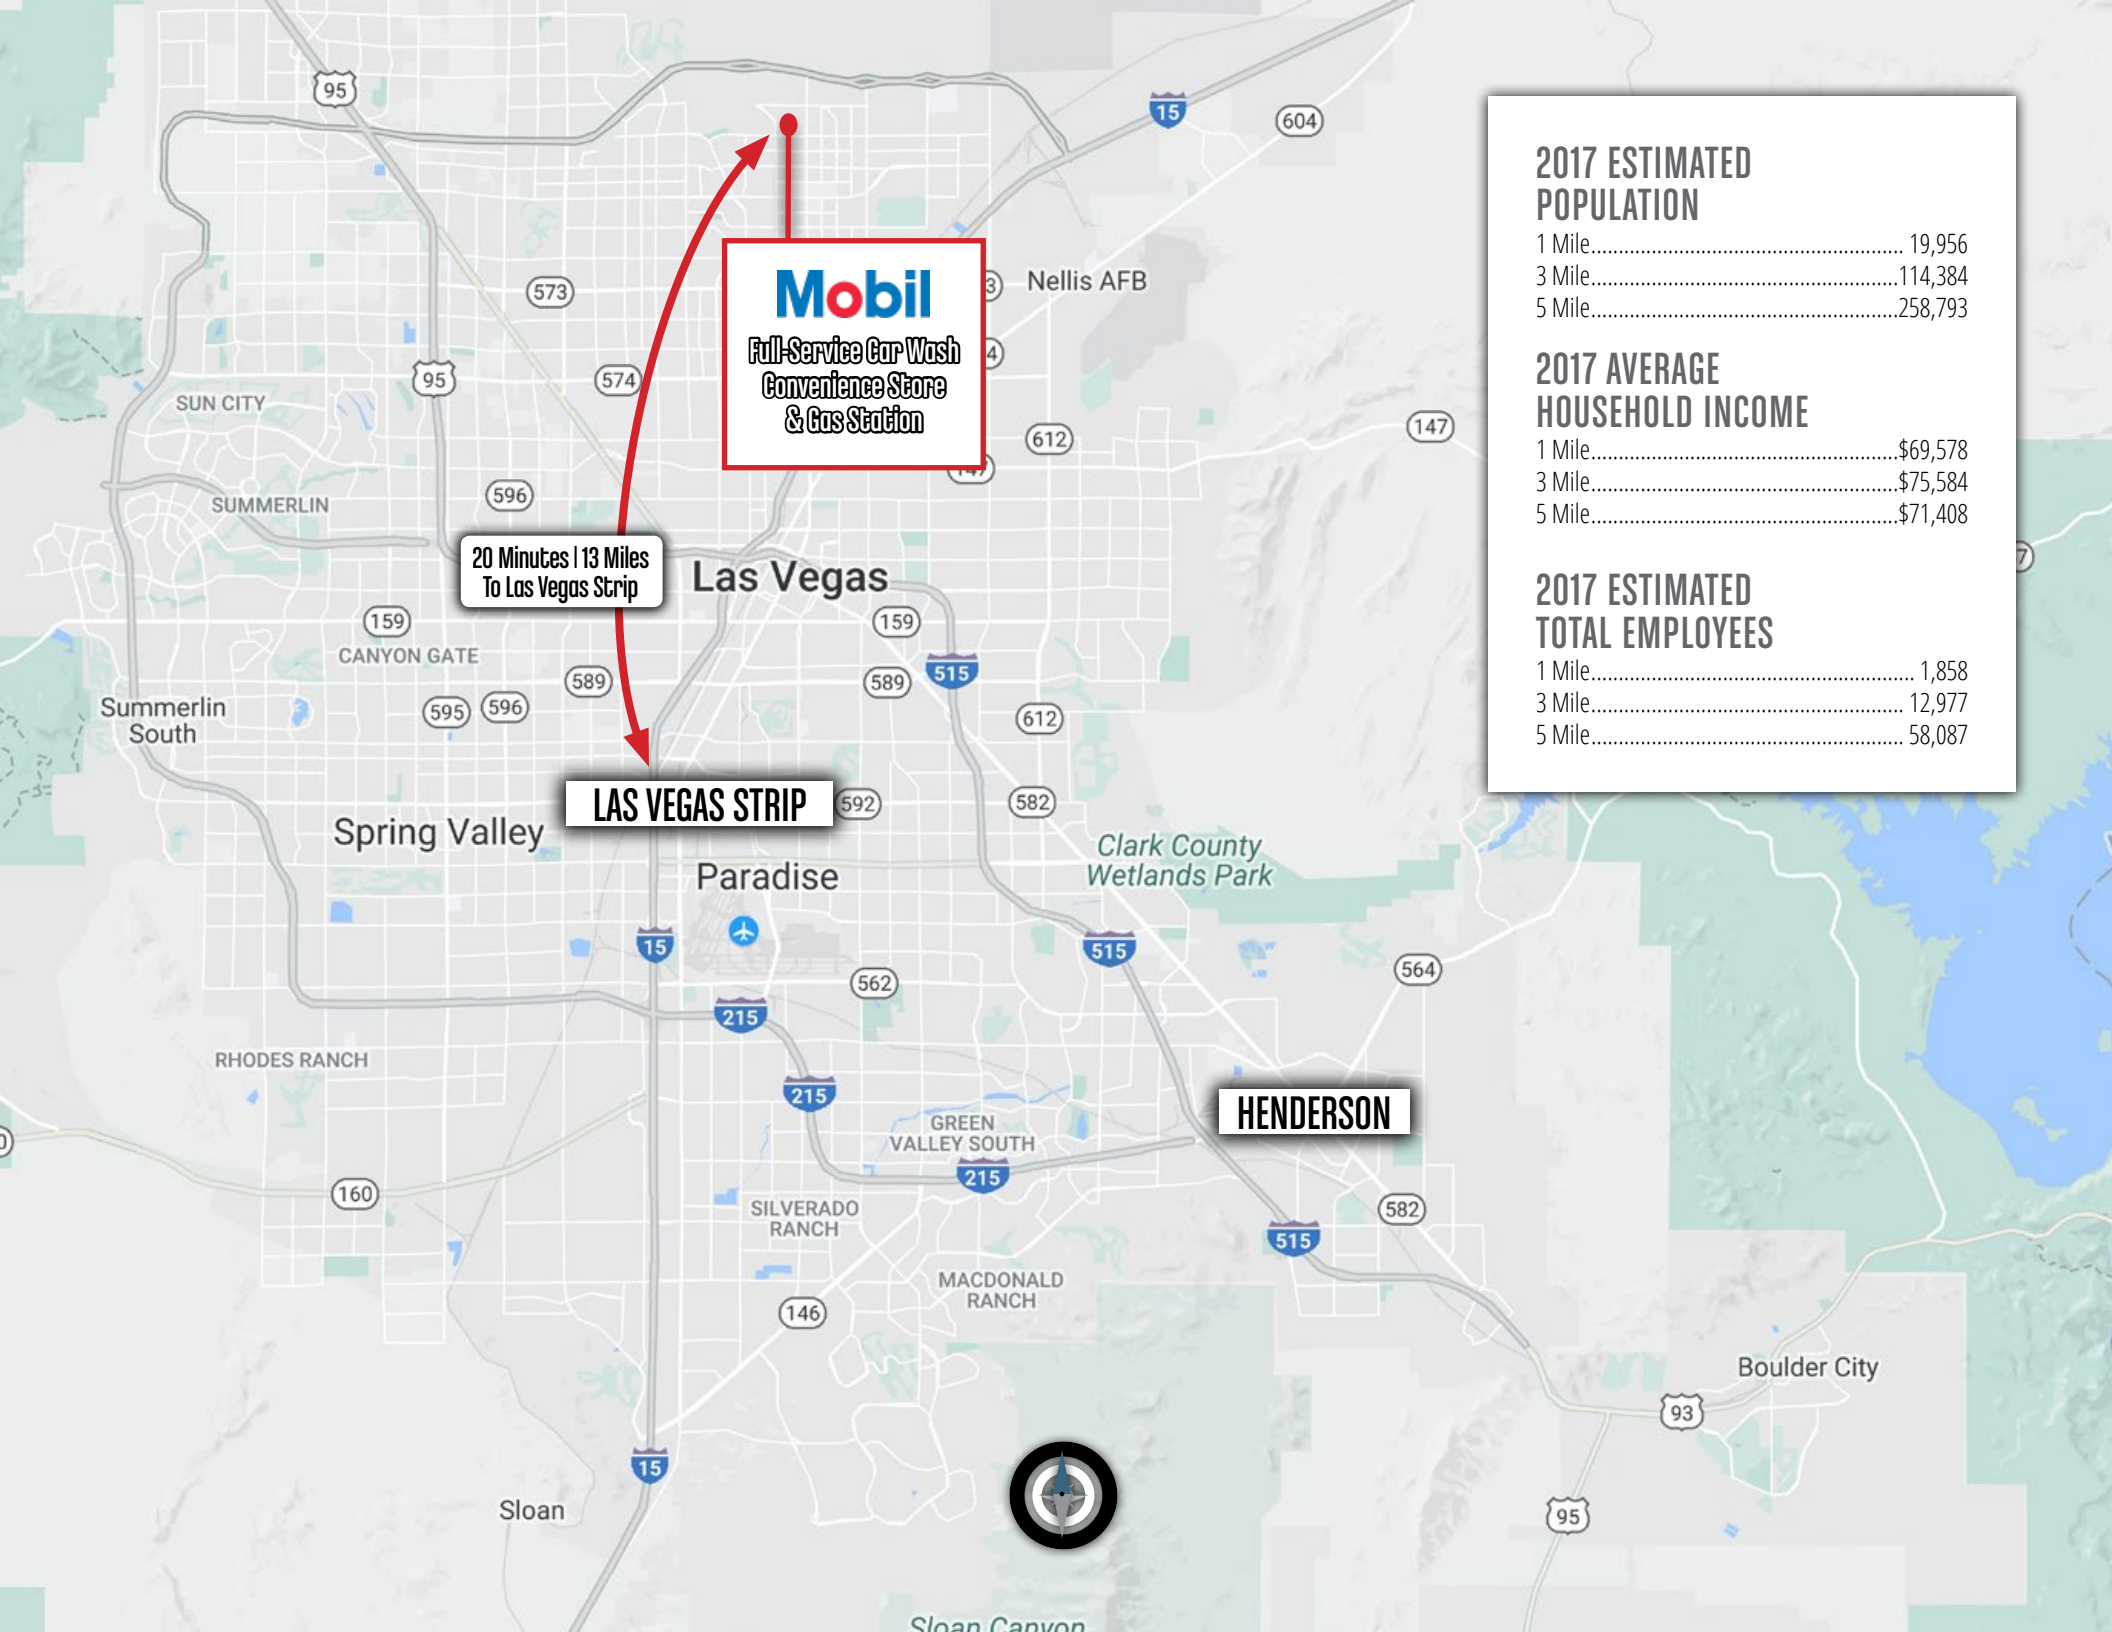 95
15
604
573
3
Nellis AFB
Mobil
Full-Service Car Wash
Convenience Store
& Gas Station
4
95
574
SUN CITY
612
147
147
596
SUMMERLIN
20 Minutes | 13 Miles
To Las Vegas Strip
Las Vegas
7
159
159
CANYON GATE
589
589
515
595
596
612
Summerlin
South
LAS VEGAS STRIP
592
582
Spring Valley
Paradise
Clark County
Wetlands Park
15
515
562
564
215
RHODES RANCH
215
HENDERSON
GREEN
VALLEY SOUTH
215
0
160
SILVERADO
RANCH
582
515
MACDONALD
RANCH
146
Boulder City
93
15
Sloan
95
Sloan Canyon
2017 ESTIMATED
POPULATION
1 Mile......................................................... 19,956
3 Mile........................................................114,384
5 Mile........................................................258,793
2017 AVERAGE
HOUSEHOLD INCOME
1 Mile........................................................$69,578
3 Mile........................................................$75,584
5 Mile........................................................$71,408
2017 ESTIMATED
TOTAL EMPLOYEES
1 Mile........................................................... 1,858
3 Mile......................................................... 12,977
5 Mile......................................................... 58,087